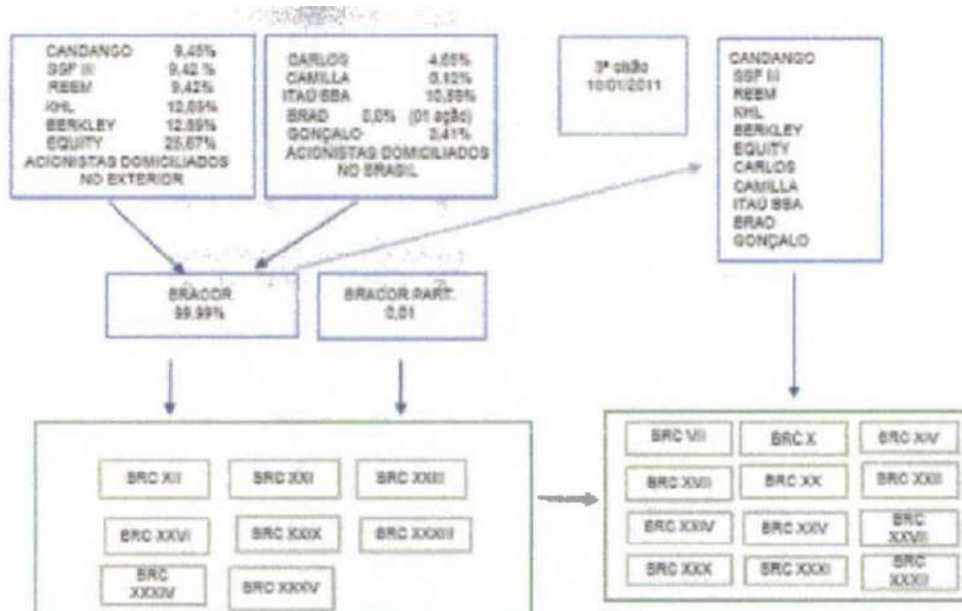 CANDANGO 9,45%
SSF III 9,42 %
REEM 9,42%
KHL 12,89%
BERKLEY 12,89%
EQUITY 25,67%
ACIONISTAS DOMICILIADOS
NO EXTERIOR
CARLOS 4,65%
CAMILLA 0,12%
ITAÚ BBA 10,58%
BRAD 0,0% (01 ação)
GONÇALO 3,41%
ACIONISTAS DOMICILIADOS
NO BRASIL
3ª cisão
10/01/2011
CANDANGO
SSF III
REEM
KHL
BERKLEY
EQUITY
CARLOS
CAMILLA
ITAÚ BBA
BRAD
GONÇALO
BRACOR
99,99%
BRACOR PART.
0,01
BRC XII
BRC XXI
BRC XXIII
BRC XXVI
BRC XXIX
BRC XXXIII
BRC
XXXIV
BRC XXXV
BRC VII
BRC X
BRC XIV
BRC XVII
BRC XX
BRC XXII
BRC XXIV
BRC XXV
BRC
XXVII
BRC XXX
BRC XXXI
BRC
XXXII